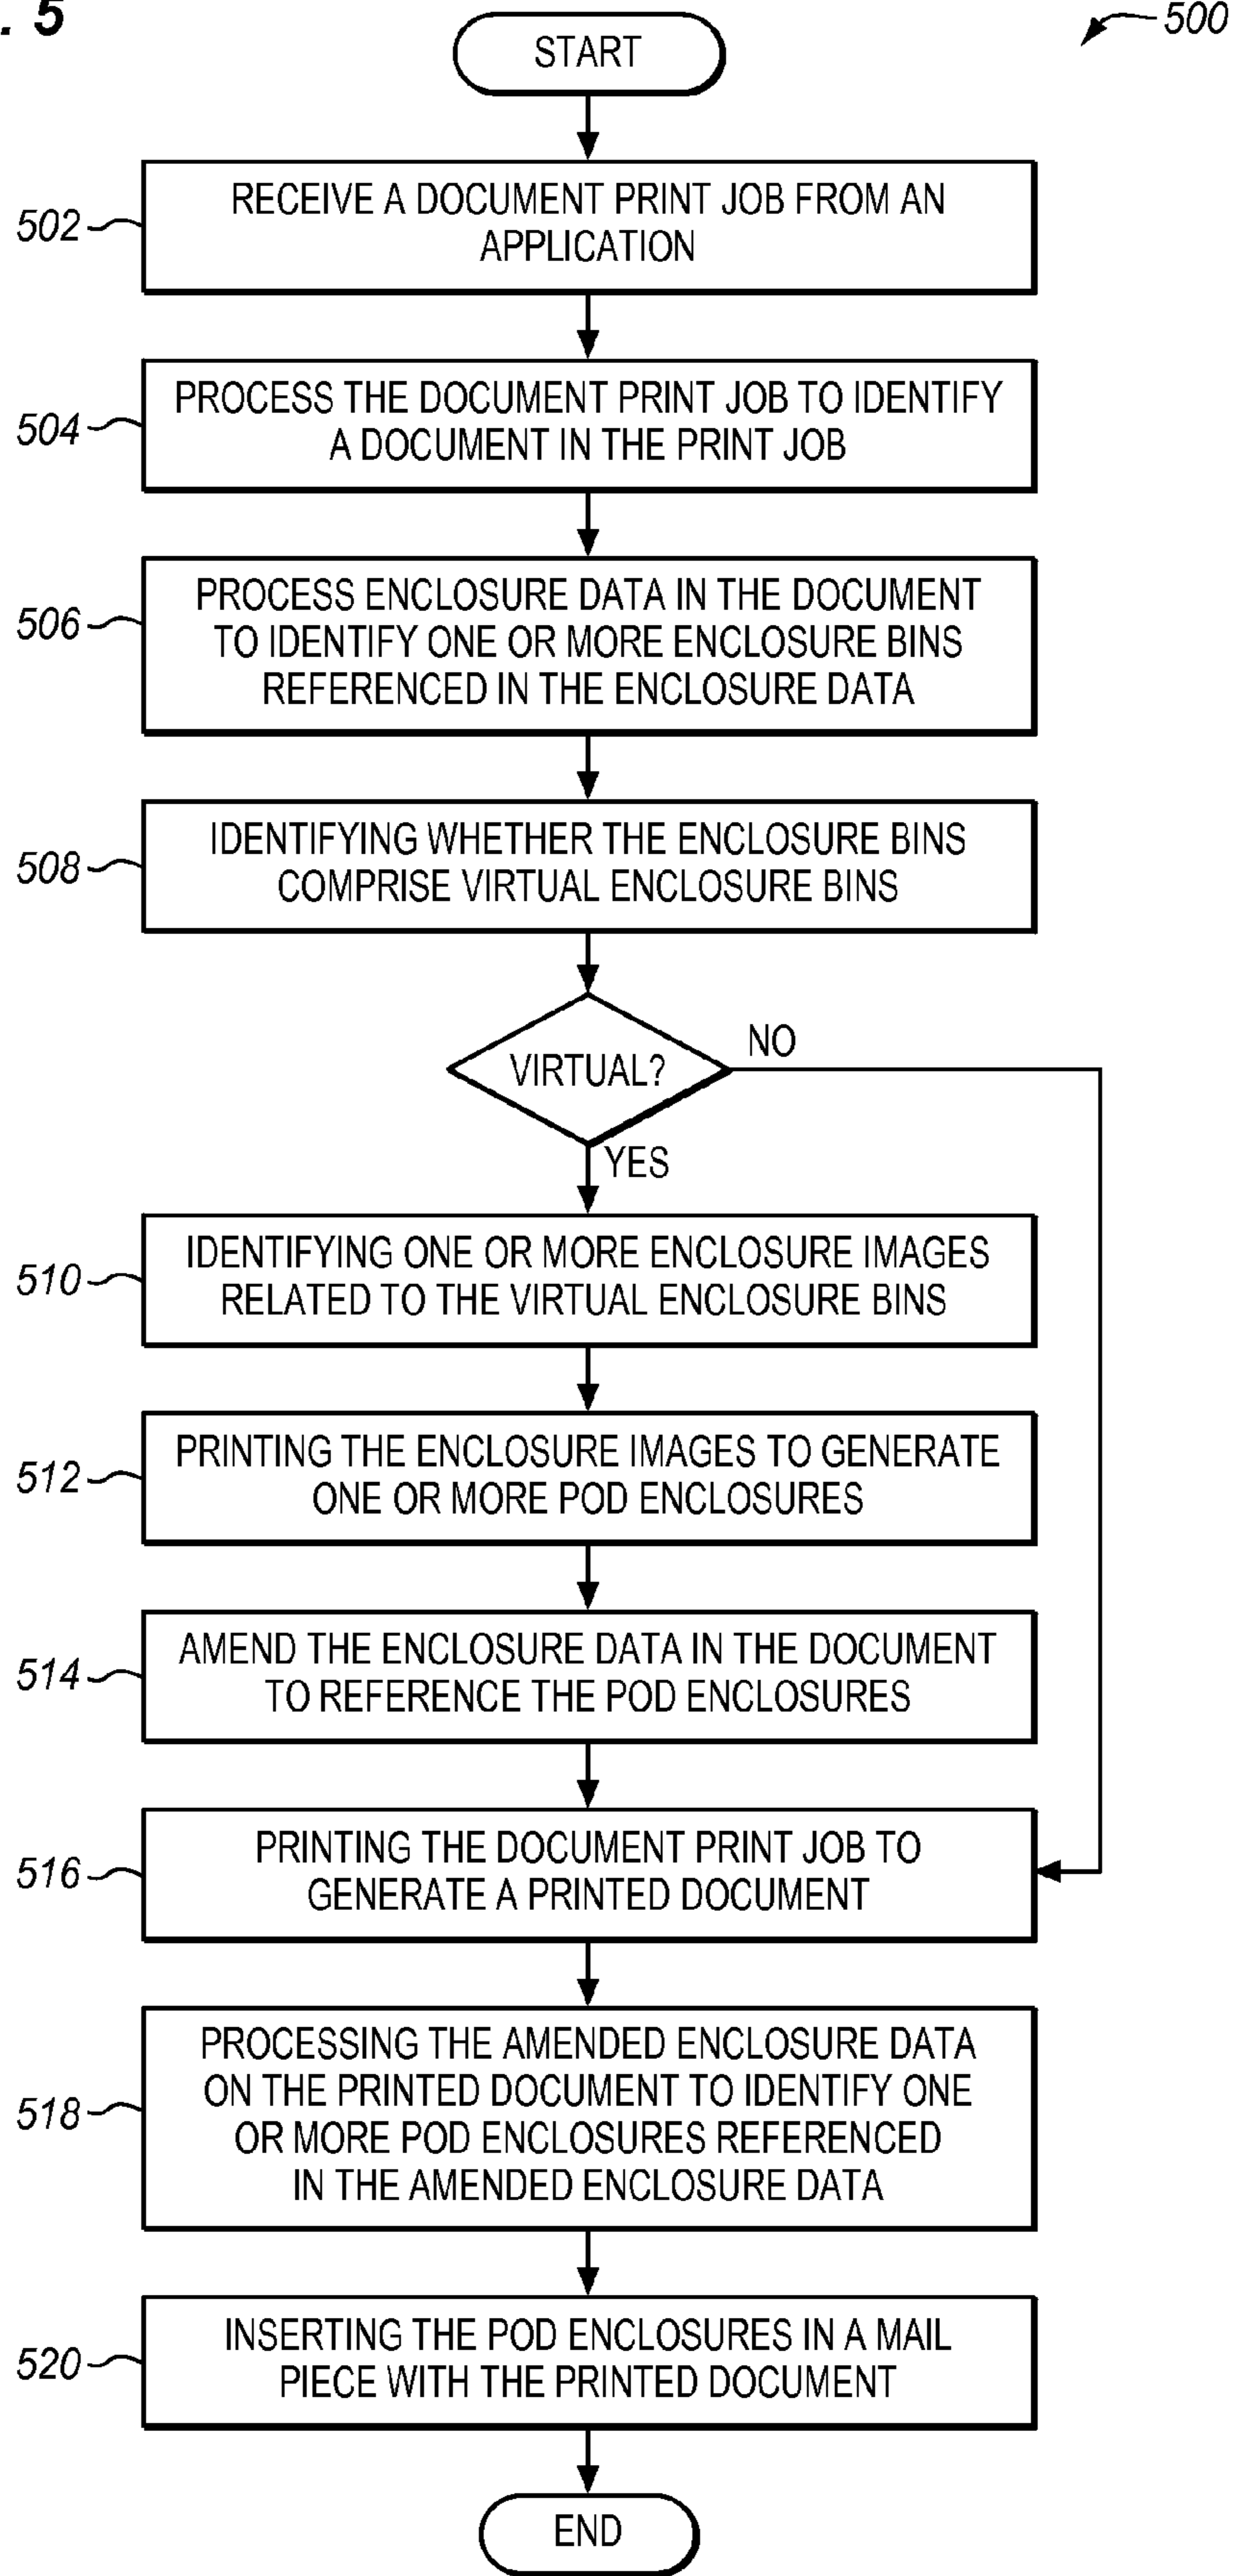 . 5
500
START
502
RECEIVE A DOCUMENT PRINT JOB FROM AN
APPLICATION
504
PROCESS THE DOCUMENT PRINT JOB TO IDENTIFY
A DOCUMENT IN THE PRINT JOB
506
PROCESS ENCLOSURE DATA IN THE DOCUMENT
TO IDENTIFY ONE OR MORE ENCLOSURE BINS
REFERENCED IN THE ENCLOSURE DATA
508
IDENTIFYING WHETHER THE ENCLOSURE BINS
COMPRISE VIRTUAL ENCLOSURE BINS
VIRTUAL?
NO
YES
510
IDENTIFYING ONE OR MORE ENCLOSURE IMAGES
RELATED TO THE VIRTUAL ENCLOSURE BINS
512
PRINTING THE ENCLOSURE IMAGES TO GENERATE
ONE OR MORE POD ENCLOSURES
514
AMEND THE ENCLOSURE DATA IN THE DOCUMENT
TO REFERENCE THE POD ENCLOSURES
516
PRINTING THE DOCUMENT PRINT JOB TO
GENERATE A PRINTED DOCUMENT
518
PROCESSING THE AMENDED ENCLOSURE DATA
ON THE PRINTED DOCUMENT TO IDENTIFY ONE
OR MORE POD ENCLOSURES REFERENCED
IN THE AMENDED ENCLOSURE DATA
520
INSERTING THE POD ENCLOSURES IN A MAIL
PIECE WITH THE PRINTED DOCUMENT
END